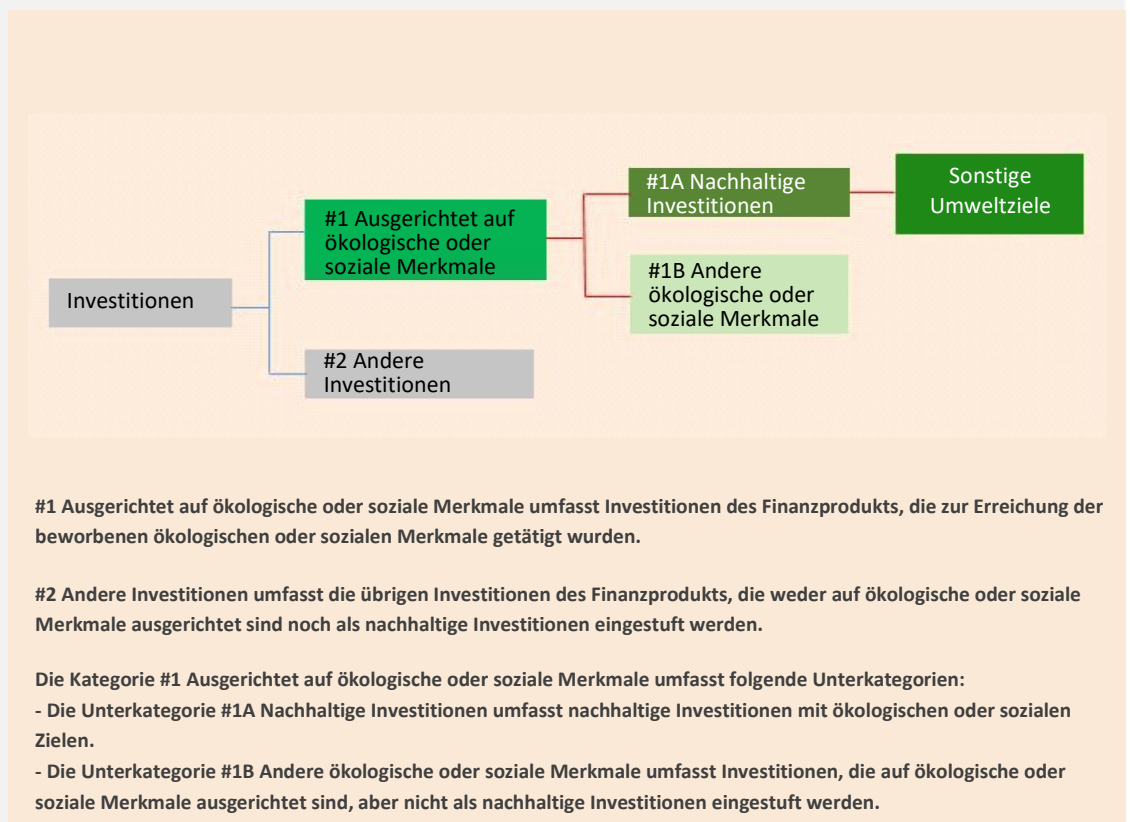 #1A Nachhaltige
Investitionen
Sonstige
Umweltziele
#1 Ausgerichtet auf
ökologische oder
soziale Merkmale
#1B Andere
ökologische oder
soziale Merkmale
Investitionen
#2 Andere
Investitionen
#1 Ausgerichtet auf ökologische oder soziale Merkmale umfasst Investitionen des Finanzprodukts, die zur Erreichung der
beworbenen ökologischen oder sozialen Merkmale getätigt wurden.
#2 Andere Investitionen umfasst die übrigen Investitionen des Finanzprodukts, die weder auf ökologische oder soziale
Merkmale ausgerichtet sind noch als nachhaltige Investitionen eingestuft werden.
Die Kategorie #1 Ausgerichtet auf ökologische oder soziale Merkmale umfasst folgende Unterkategorien:
- Die Unterkategorie #1A Nachhaltige Investitionen umfasst nachhaltige Investitionen mit ökologischen oder sozialen
Zielen.
- Die Unterkategorie #1B Andere ökologische oder soziale Merkmale umfasst Investitionen, die auf ökologische oder
soziale Merkmale ausgerichtet sind, aber nicht als nachhaltige Investitionen eingestuft werden.